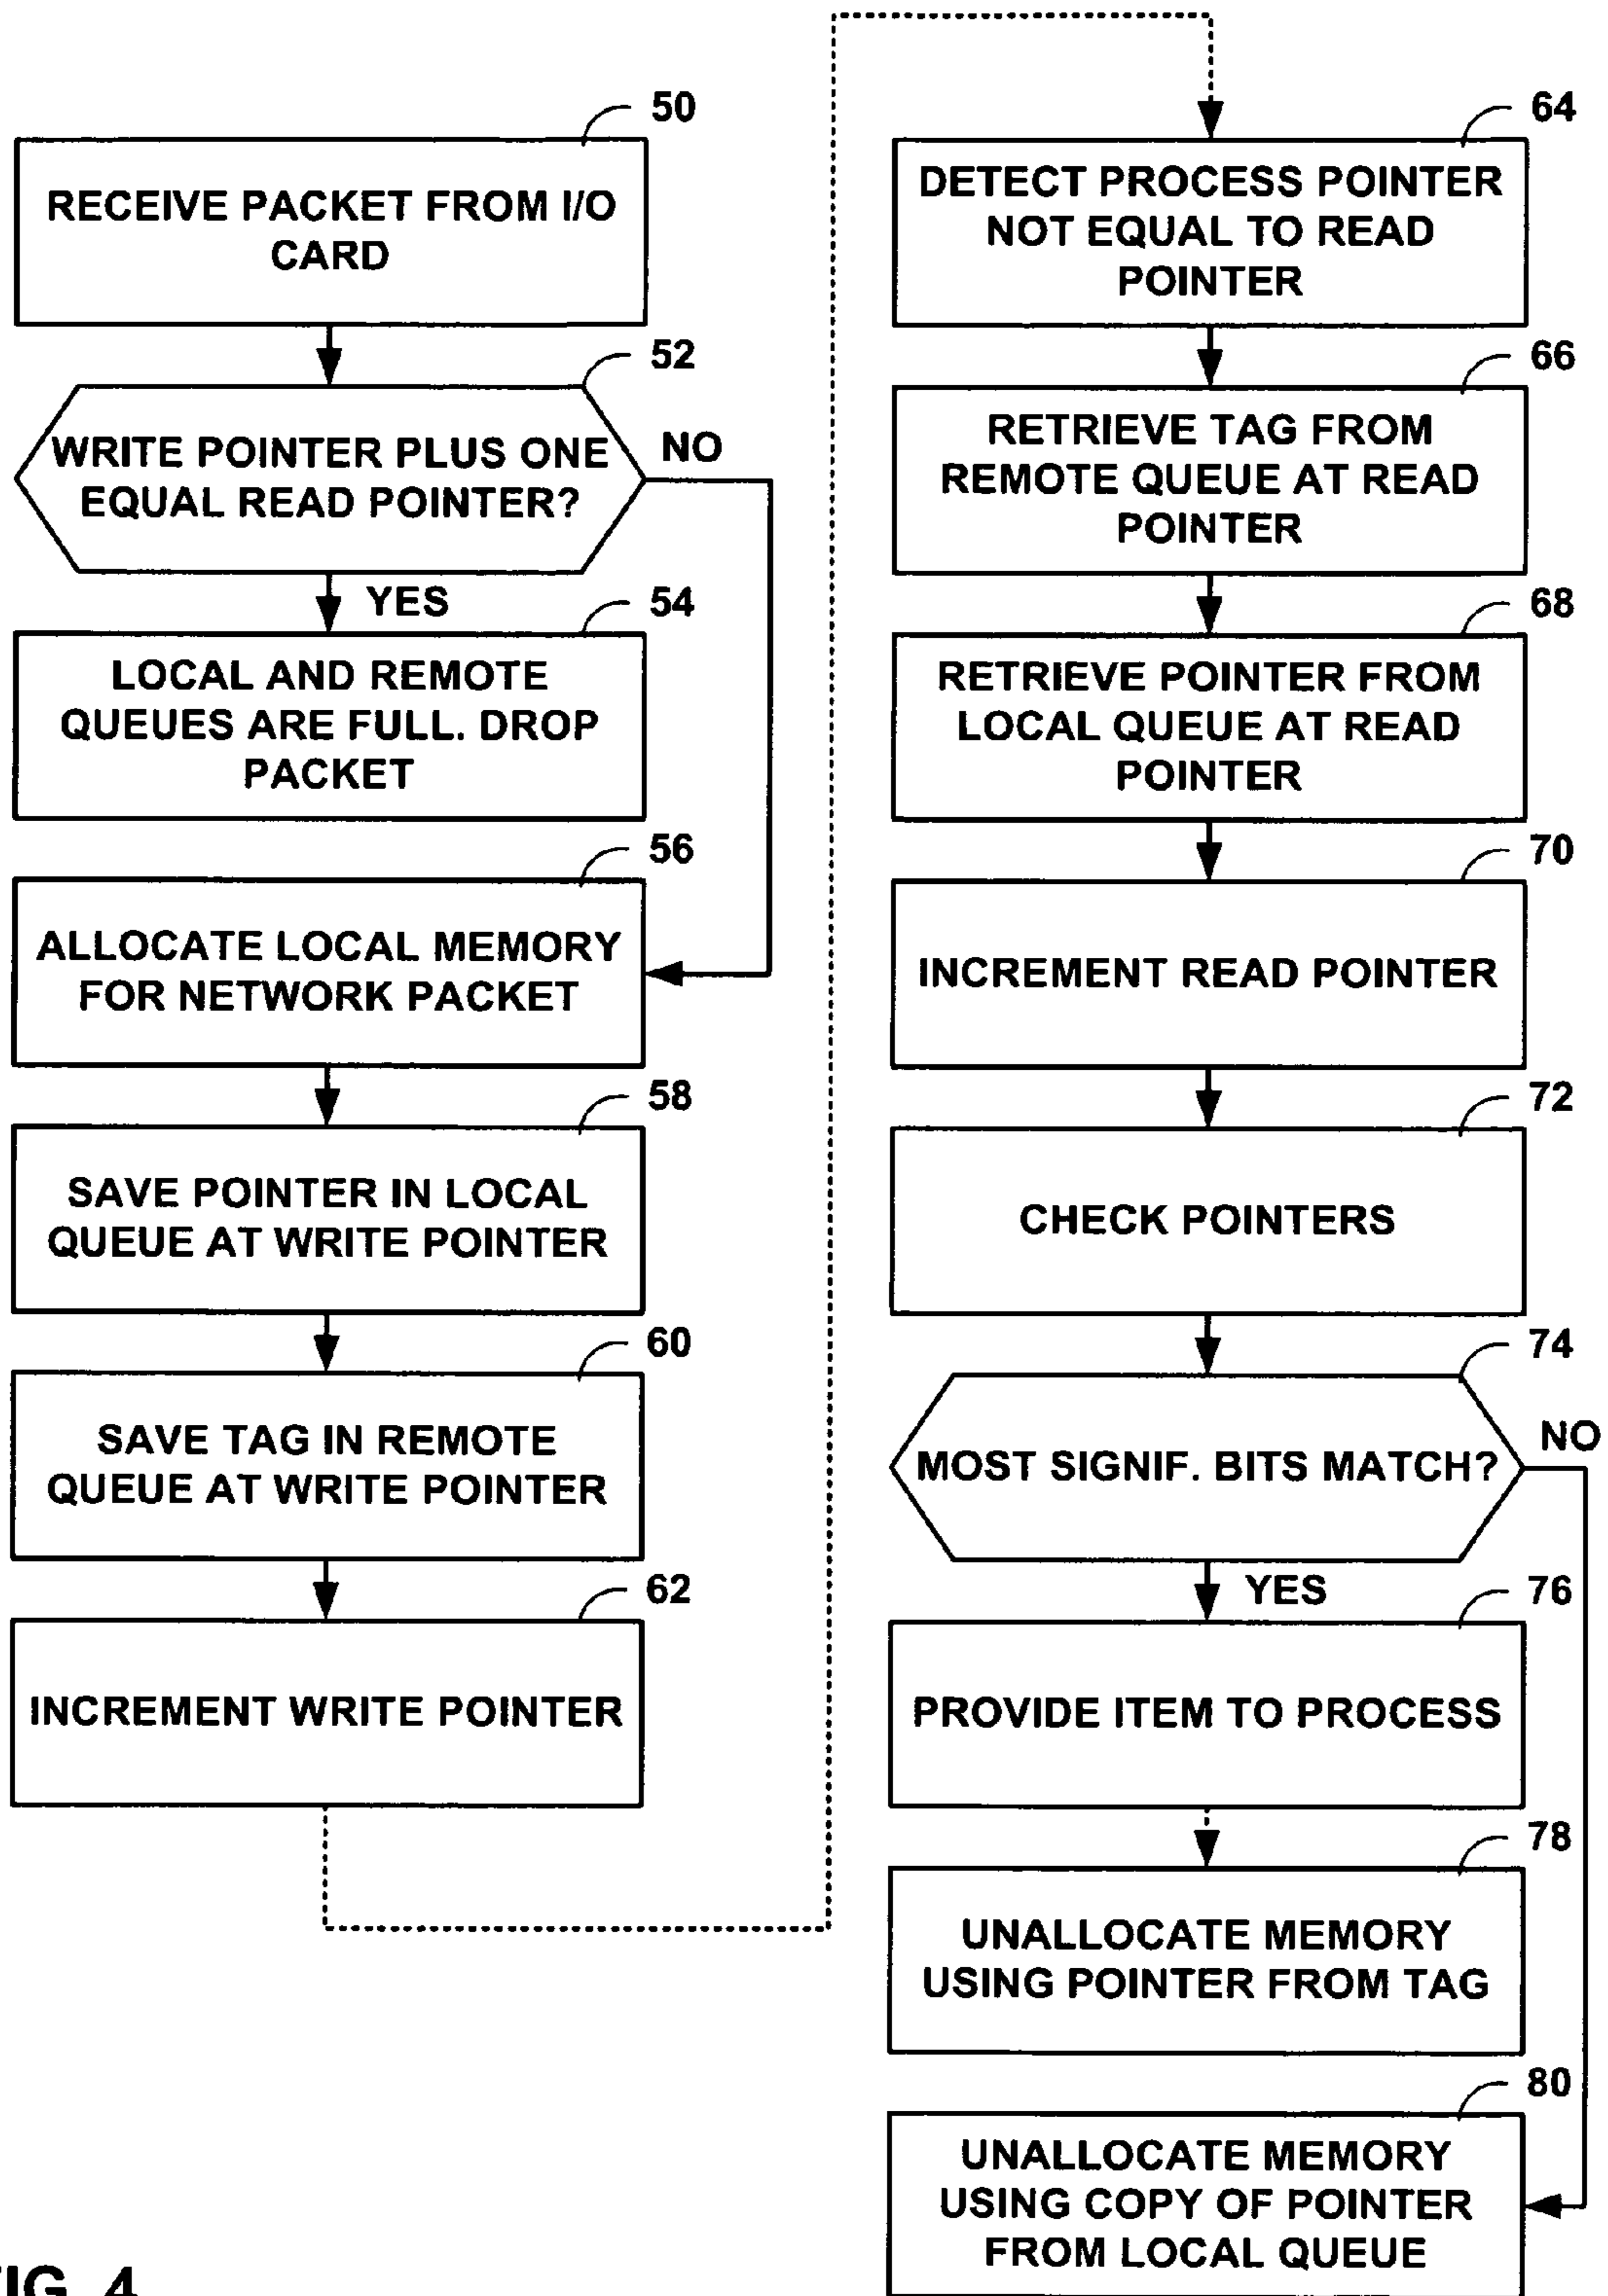 50
RECEIVE PACKET FROM I/O
CARD
52
WRITE POINTER PLUS ONE
EQUAL READ POINTER?
NO
YES
54
LOCAL AND REMOTE
QUEUES ARE FULL. DROP
PACKET
56
ALLOCATE LOCAL MEMORY
FOR NETWORK PACKET
58
SAVE POINTER IN LOCAL
QUEUE AT WRITE POINTER
60
SAVE TAG IN REMOTE
QUEUE AT WRITE POINTER
62
INCREMENT WRITE POINTER
64
DETECT PROCESS POINTER
NOT EQUAL TO READ
POINTER
66
RETRIEVE TAG FROM
REMOTE QUEUE AT READ
POINTER
68
RETRIEVE POINTER FROM
LOCAL QUEUE AT READ
POINTER
70
INCREMENT READ POINTER
72
CHECK POINTERS
74
MOST SIGNIF. BITS MATCH?
NO
YES
76
PROVIDE ITEM TO PROCESS
78
UNALLOCATE MEMORY
USING POINTER FROM TAG
80
UNALLOCATE MEMORY
USING COPY OF POINTER
FROM LOCAL QUEUE
FIG. 4